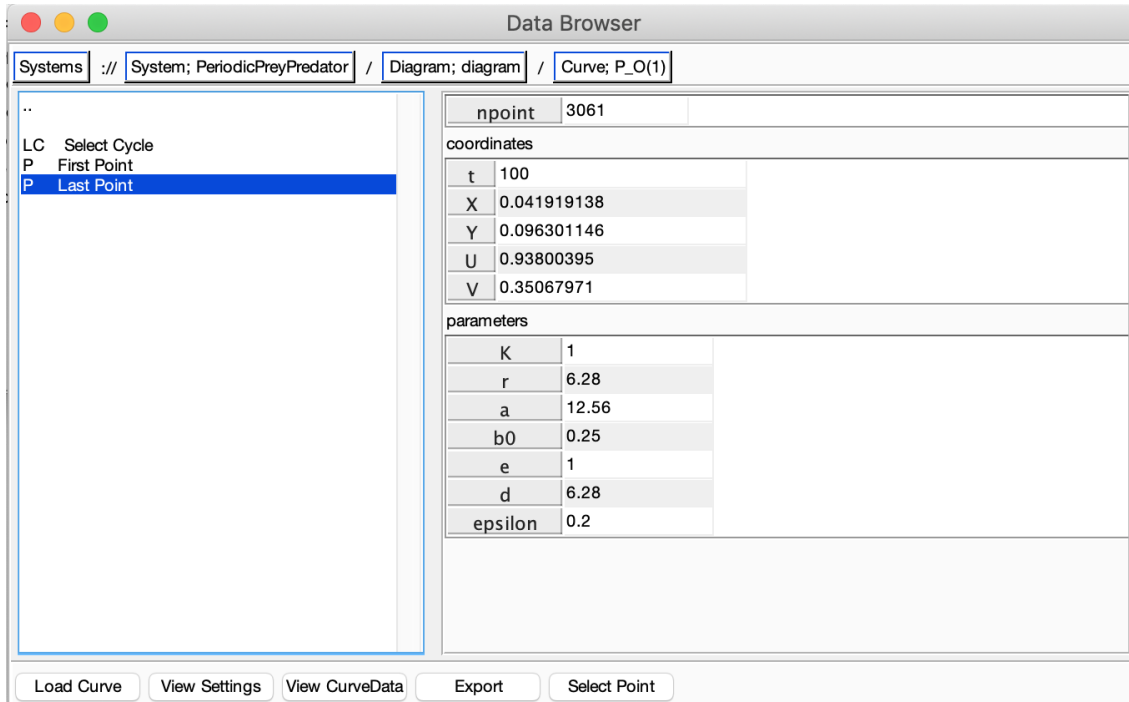 Data Browser
Systems :// System; PeriodicPreyPredator / Diagram; diagram / Curve; P_O(1)
..
LC Select Cycle
P First Point
P Last Point
npoint 3061
coordinates
t 100
X 0.041919138
Y 0.096301146
U 0.93800395
V 0.35067971
parameters
K 1
r 6.28
a 12.56
b0 0.25
e 1
d 6.28
epsilon 0.2
Load Curve View Settings View CurveData Export Select Point